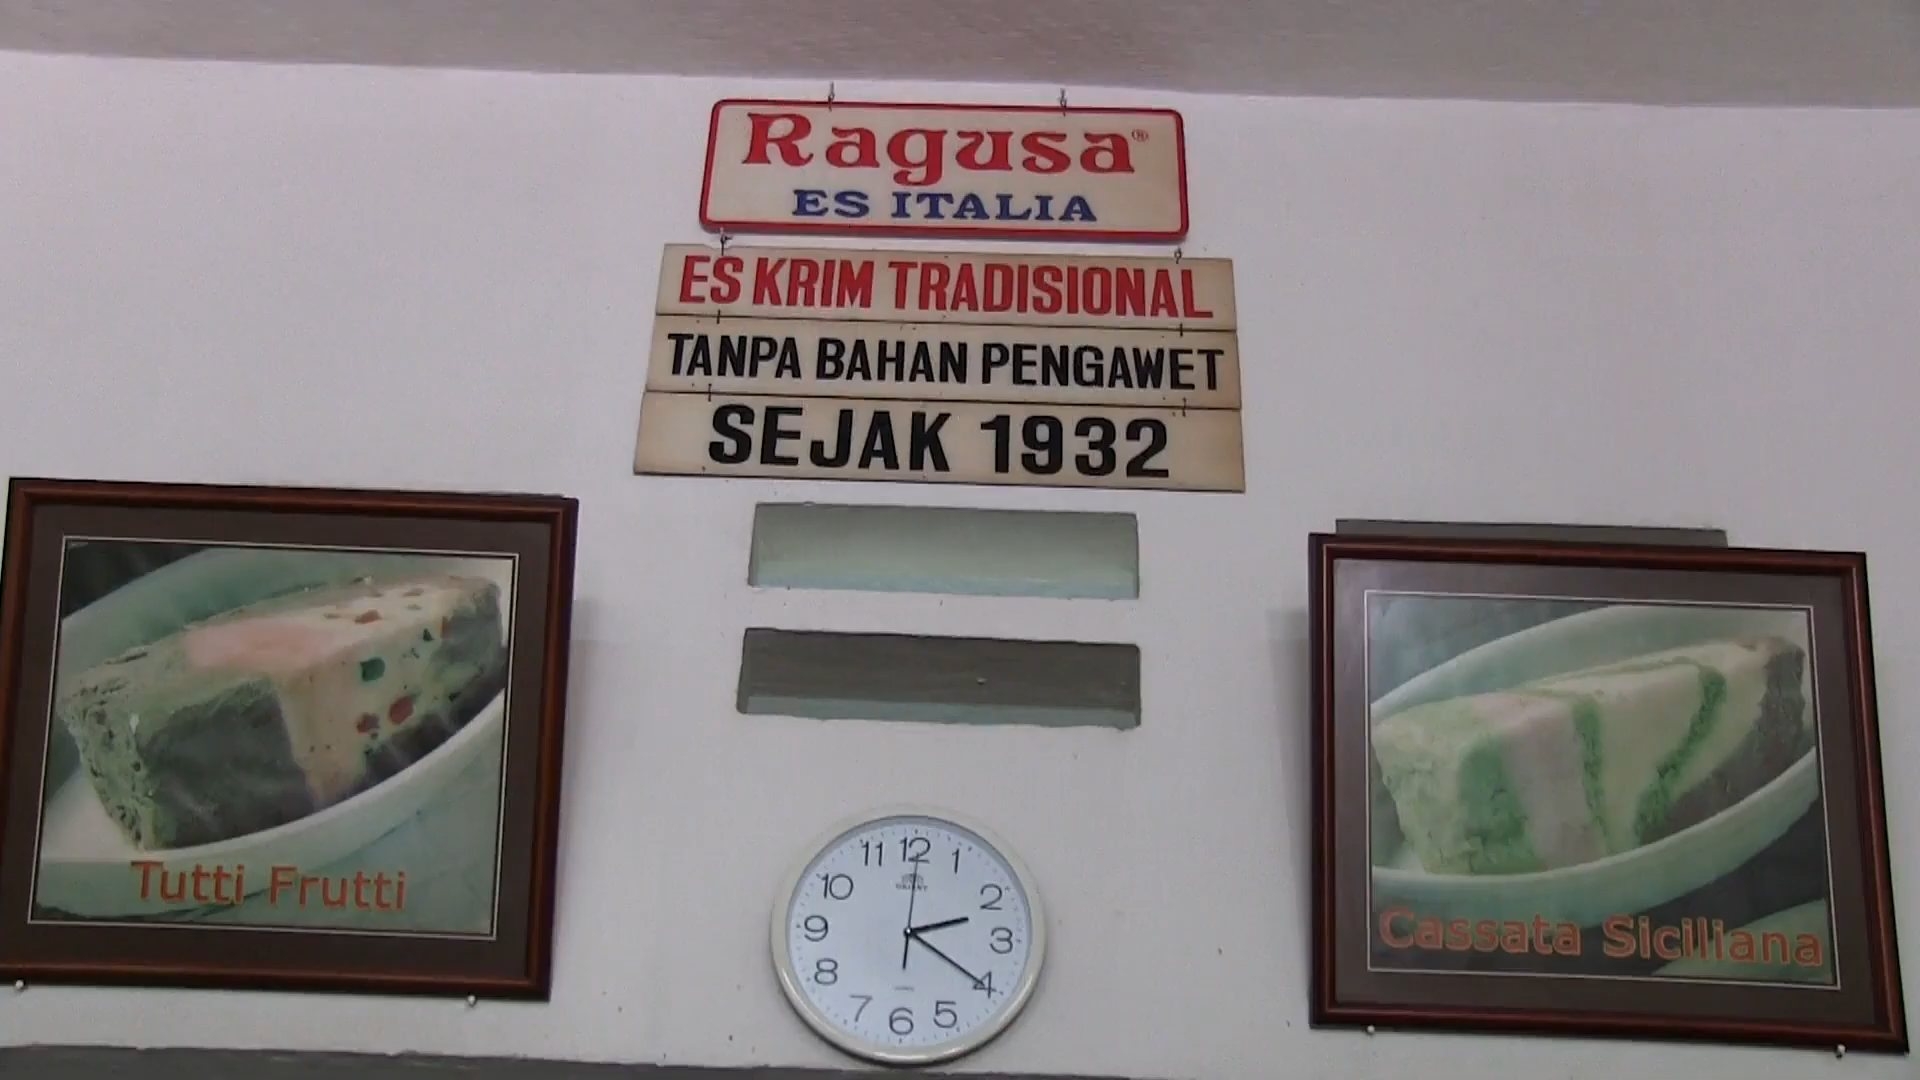 Ragusa®
ES ITALIA
ES KRIM TRADISIONAL
TANPA BAHAN PENGAWET
SEJAK 1932
Tutti Frutti
Cassata Siciliana
11 12 1
10 2
9 3
8 4
7 6 5
ORIENT